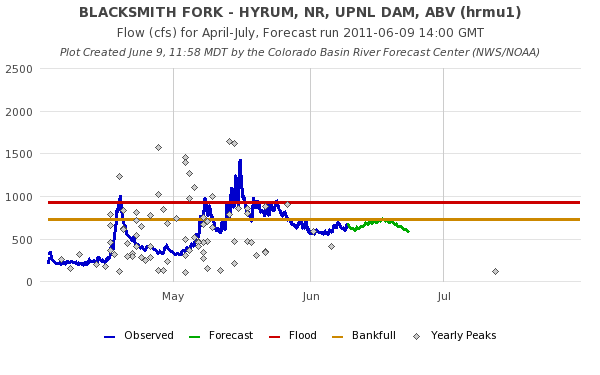 BLACKSMITH FORK - HYRUM, NR, UPNL DAM, ABV (hrmu1)
Flow (cfs) for April-July, Forecast run 2011-06-09 14:00 GMT
Plot Created June 9, 11:58 MDT by the Colorado Basin River Forecast Center (NWS/NOAA)
2500
2000
1500
1000
500
0
May Jun Jul
Observed Forecast Flood Bankfull Yearly Peaks